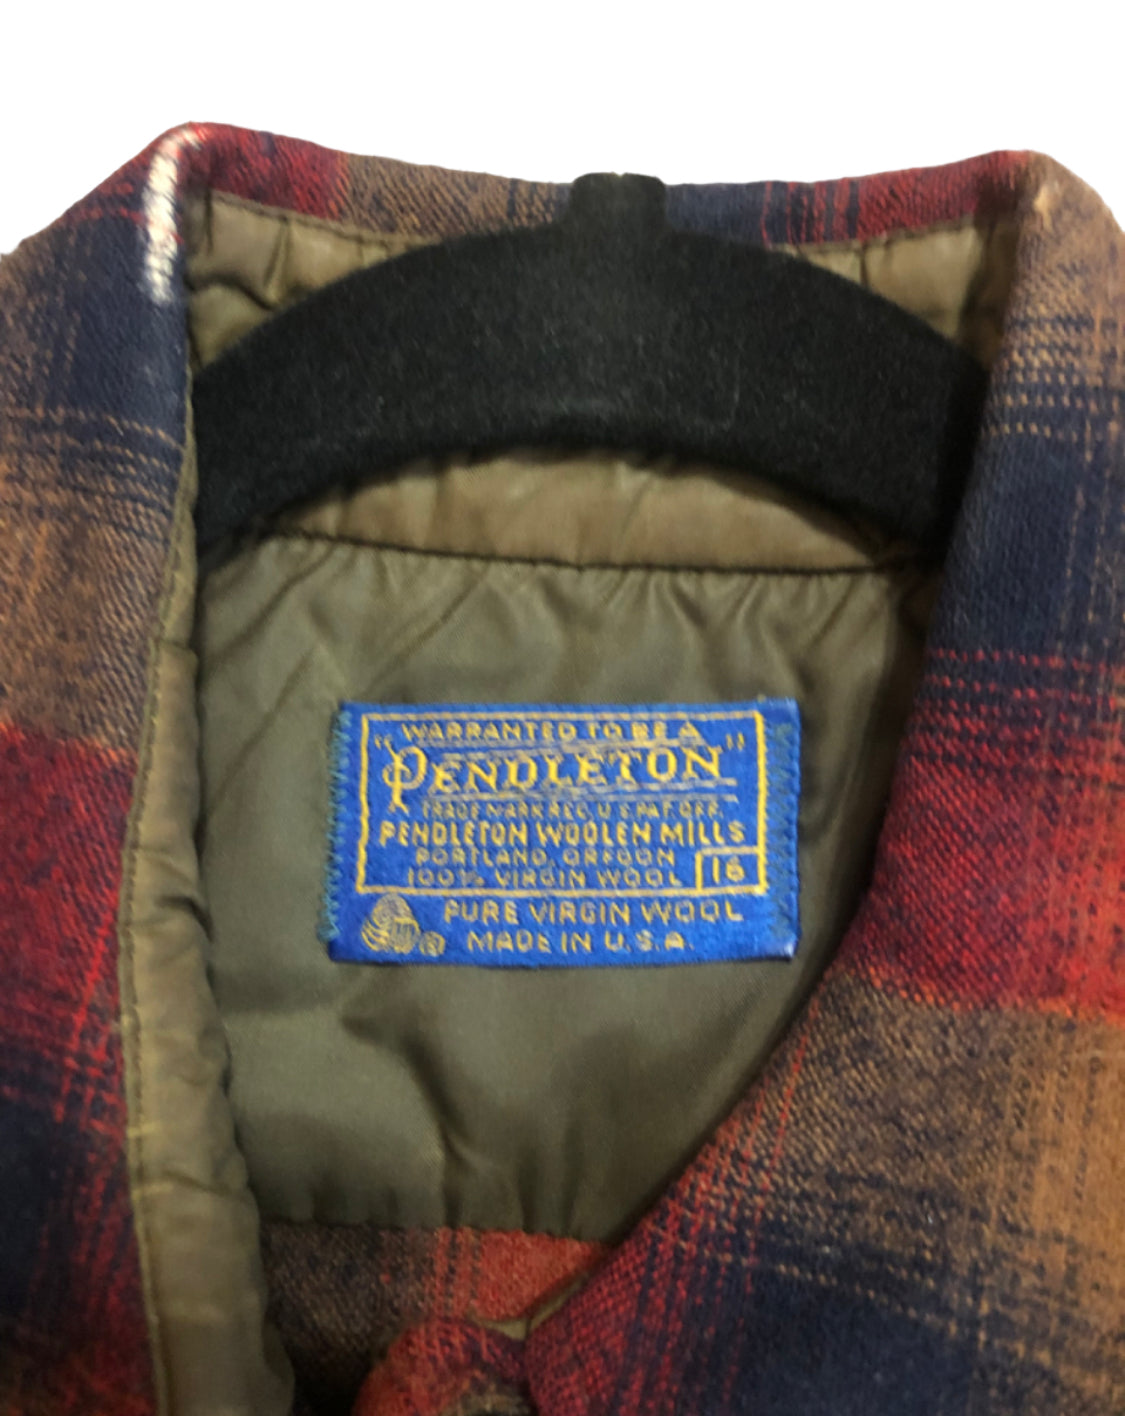 WARRANTED TO BE A
"PENDLETON"
TRADE MARK REG. U.S. PAT. OFF.
PENDLETON WOOLEN MILLS
PORTLAND, OREGON
100% VIRGIN WOOL 16
PURE VIRGIN WOOL
MADE IN U.S.A.